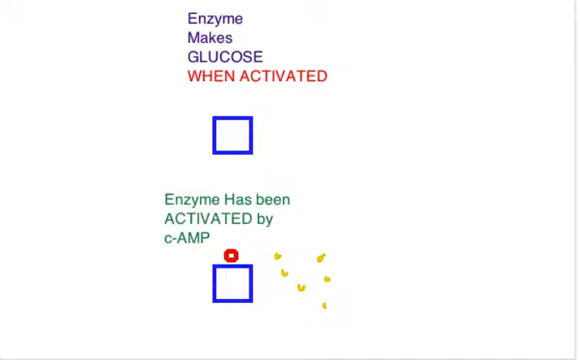 Enzyme
Makes
GLUCOSE
WHEN ACTIVATED
Enzyme Has been
ACTIVATED by
c-AMP